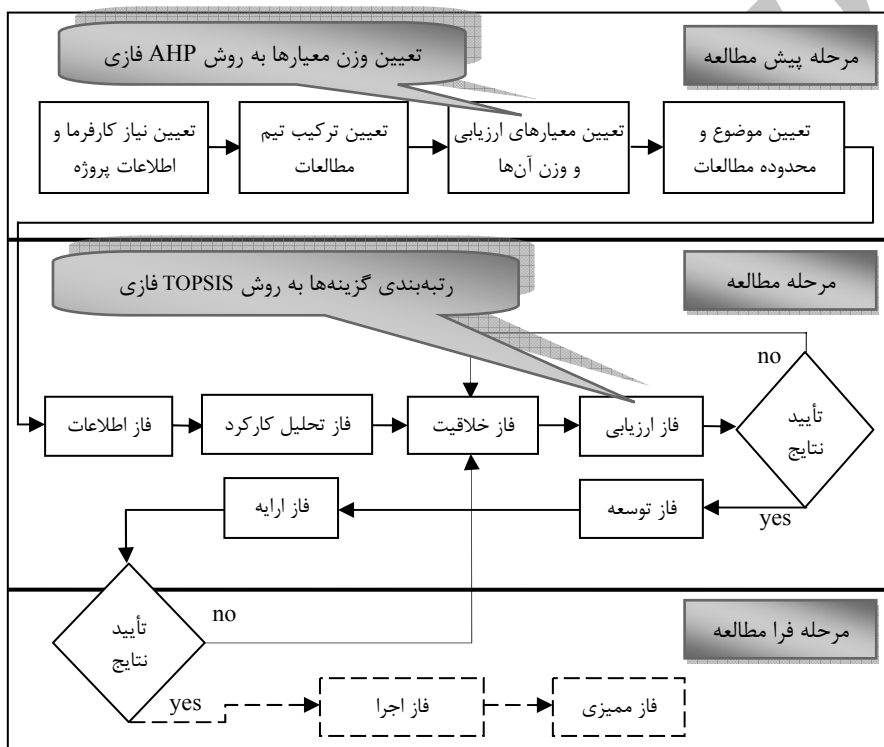 مرحله پیش مطالعه
تعیین وزن معیارها به روش AHP فازی
تعیین نیاز کارفرما و
اطلاعات پروژه
تعیین ترکیب تیم
مطالعات
تعیین معیارهای ارزیابی
و وزن آن‌ها
تعیین موضوع و
محدوده مطالعات
مرحله مطالعه
رتبه‌بندی گزینه‌ها به روش TOPSIS فازی
no
فاز اطلاعات
فاز تحلیل کارکرد
فاز خلاقیت
فاز ارزیابی
تأیید
نتایج
yes
فاز توسعه
فاز ارایه
مرحله فرا مطالعه
تأیید
نتایج
no
yes
فاز اجرا
فاز ممیزی